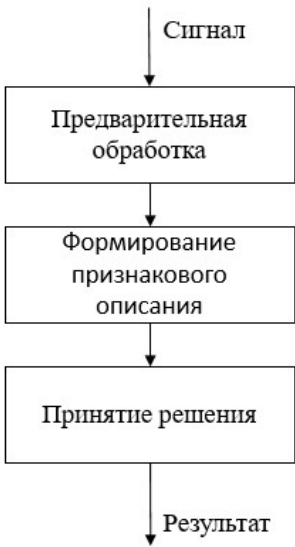 Сигнал
Предварительная
обработка
Формирование
признакового
описания
Принятие решения
Результат